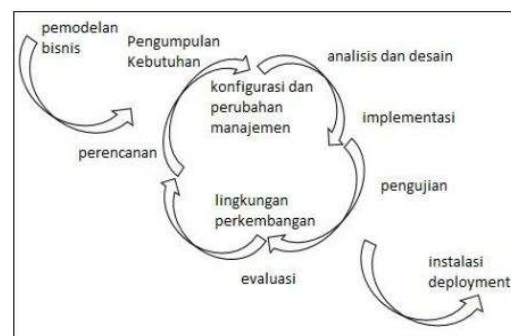 pemodelan
bisnis
Pengumpulan
Kebutuhan
analisis dan desain
konfigurasi dan
perubahan
manajemen
implementasi
perencanan
pengujian
lingkungan
perkembangan
evaluasi
instalasi
deployment